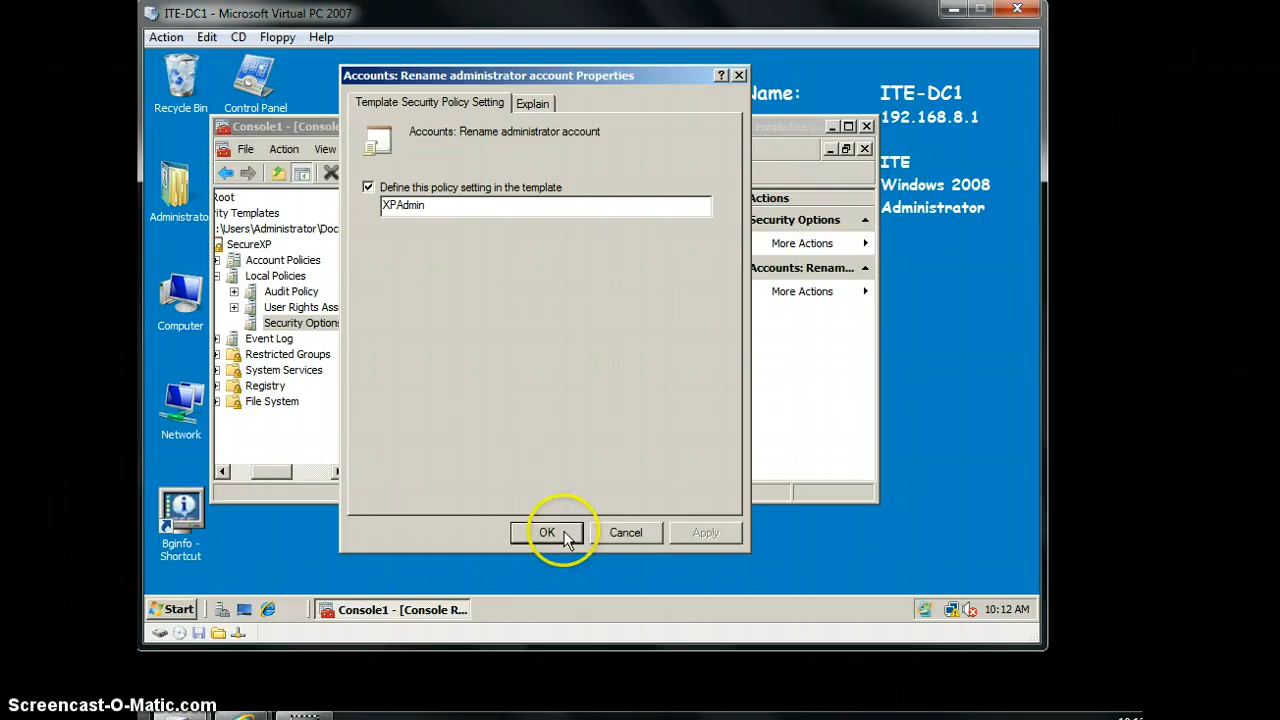 ITE-DC1 - Microsoft Virtual PC 2007
Action Edit CD Floppy Help
Recycle Bin
Control Panel
Administrato
Computer
Network
Bginfo -
Shortcut
Name:
ITE-DC1
192.168.8.1
ITE
Windows 2008
Administrator
Console1 - [Consol
File Action View
Root
rity Templates
:\Users\Administrator\Doc
SecureXP
Account Policies
Local Policies
Audit Policy
User Rights Ass
Security Options
Event Log
Restricted Groups
System Services
Registry
File System
Accounts: Rename administrator account Properties
Template Security Policy Setting
Explain
Accounts: Rename administrator account
Define this policy setting in the template
XPAdmin
OK Cancel Apply
Actions
Security Options
More Actions
Accounts: Renam...
More Actions
Start
Console1 - [Console R...
10:12 AM
Screencast-O-Matic.com